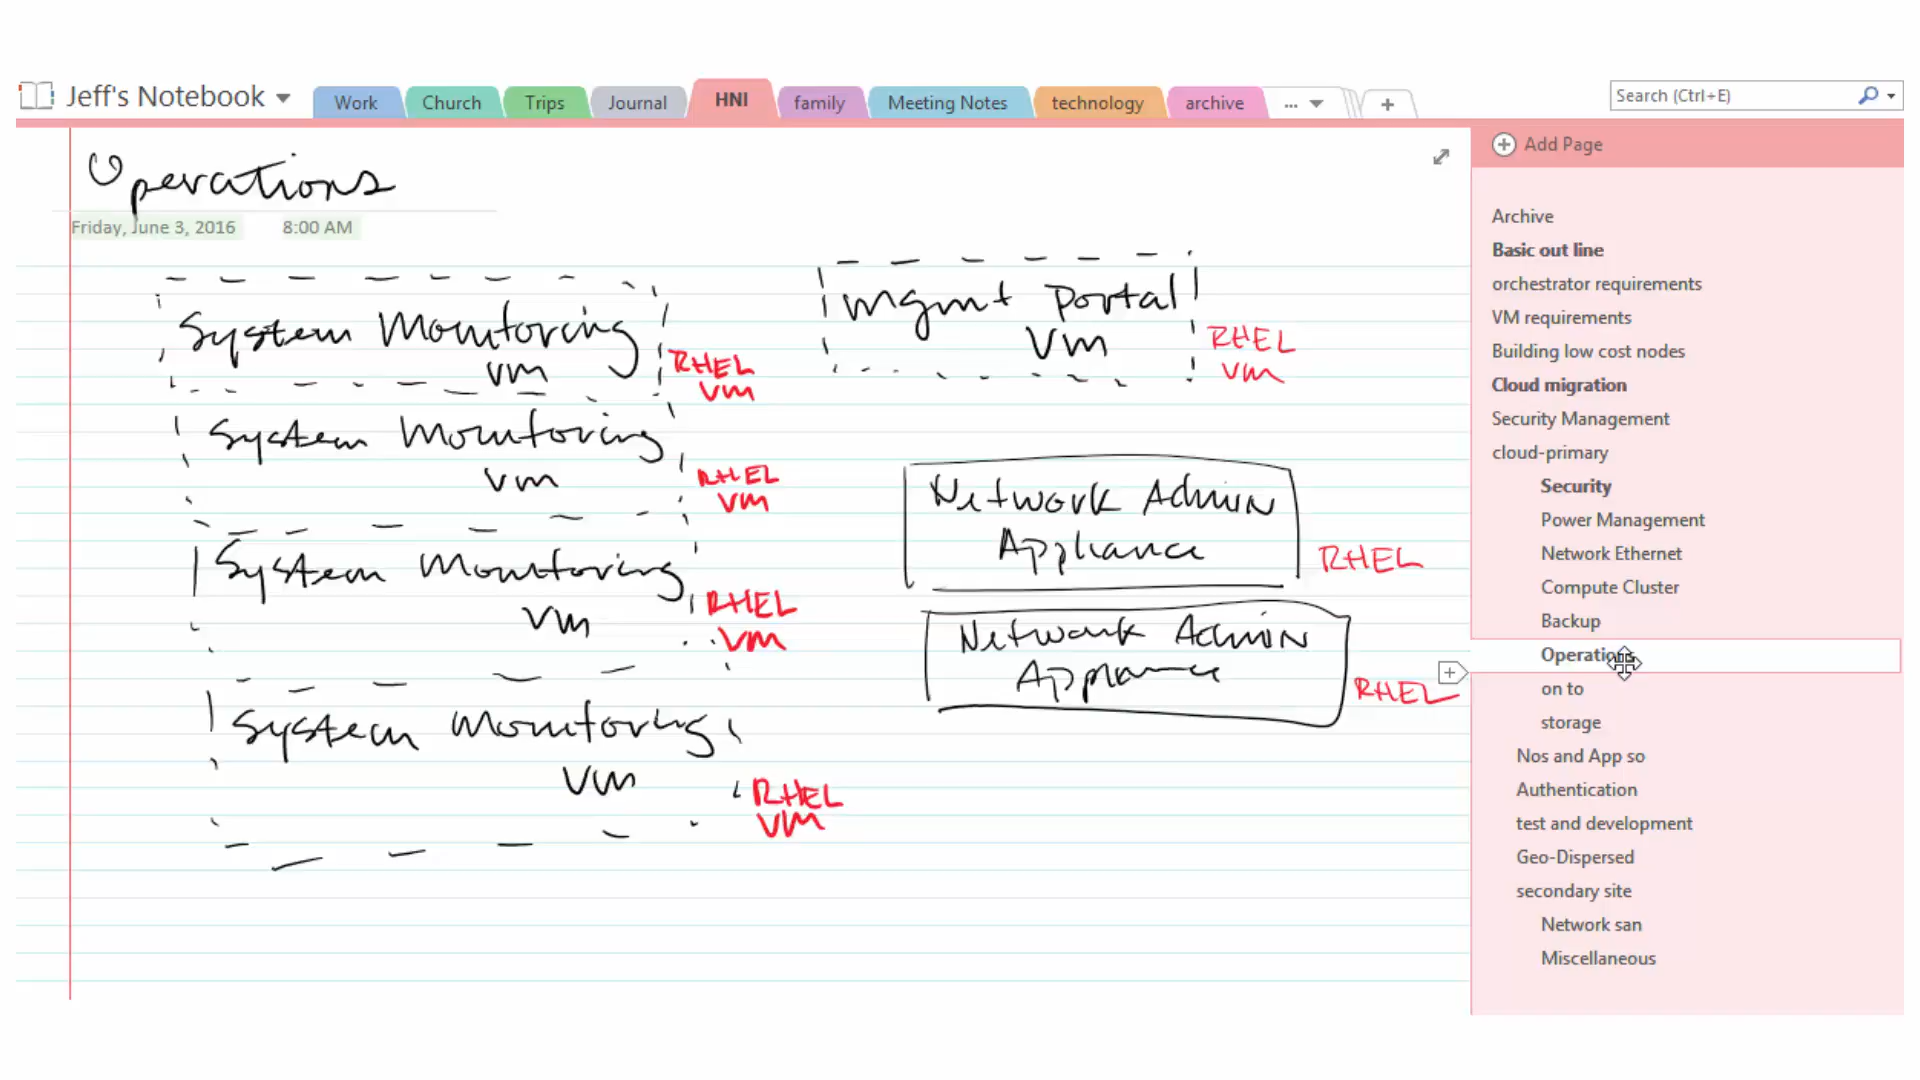 Jeff's Notebook
Work
Church
Trips
Journal
HNI
family
Meeting Notes
technology
archive
...
Search (Ctrl+E)
Operations
Friday, June 3, 2016 8:00 AM
System Monitoring
VM
RHEL
VM
System Monitoring
VM
RHEL
VM
System Monitoring
VM
RHEL
VM
System Monitoring
VM
RHEL
VM
Mgmt Portal
VM
RHEL
VM
Network Admin
Appliance
RHEL
Network Admin
Appliance
RHEL
Add Page
Archive
Basic out line
orchestrator requirements
VM requirements
Building low cost nodes
Cloud migration
Security Management
cloud-primary
Security
Power Management
Network Ethernet
Compute Cluster
Backup
Operations
on to
storage
Nos and App so
Authentication
test and development
Geo-Dispersed
secondary site
Network san
Miscellaneous